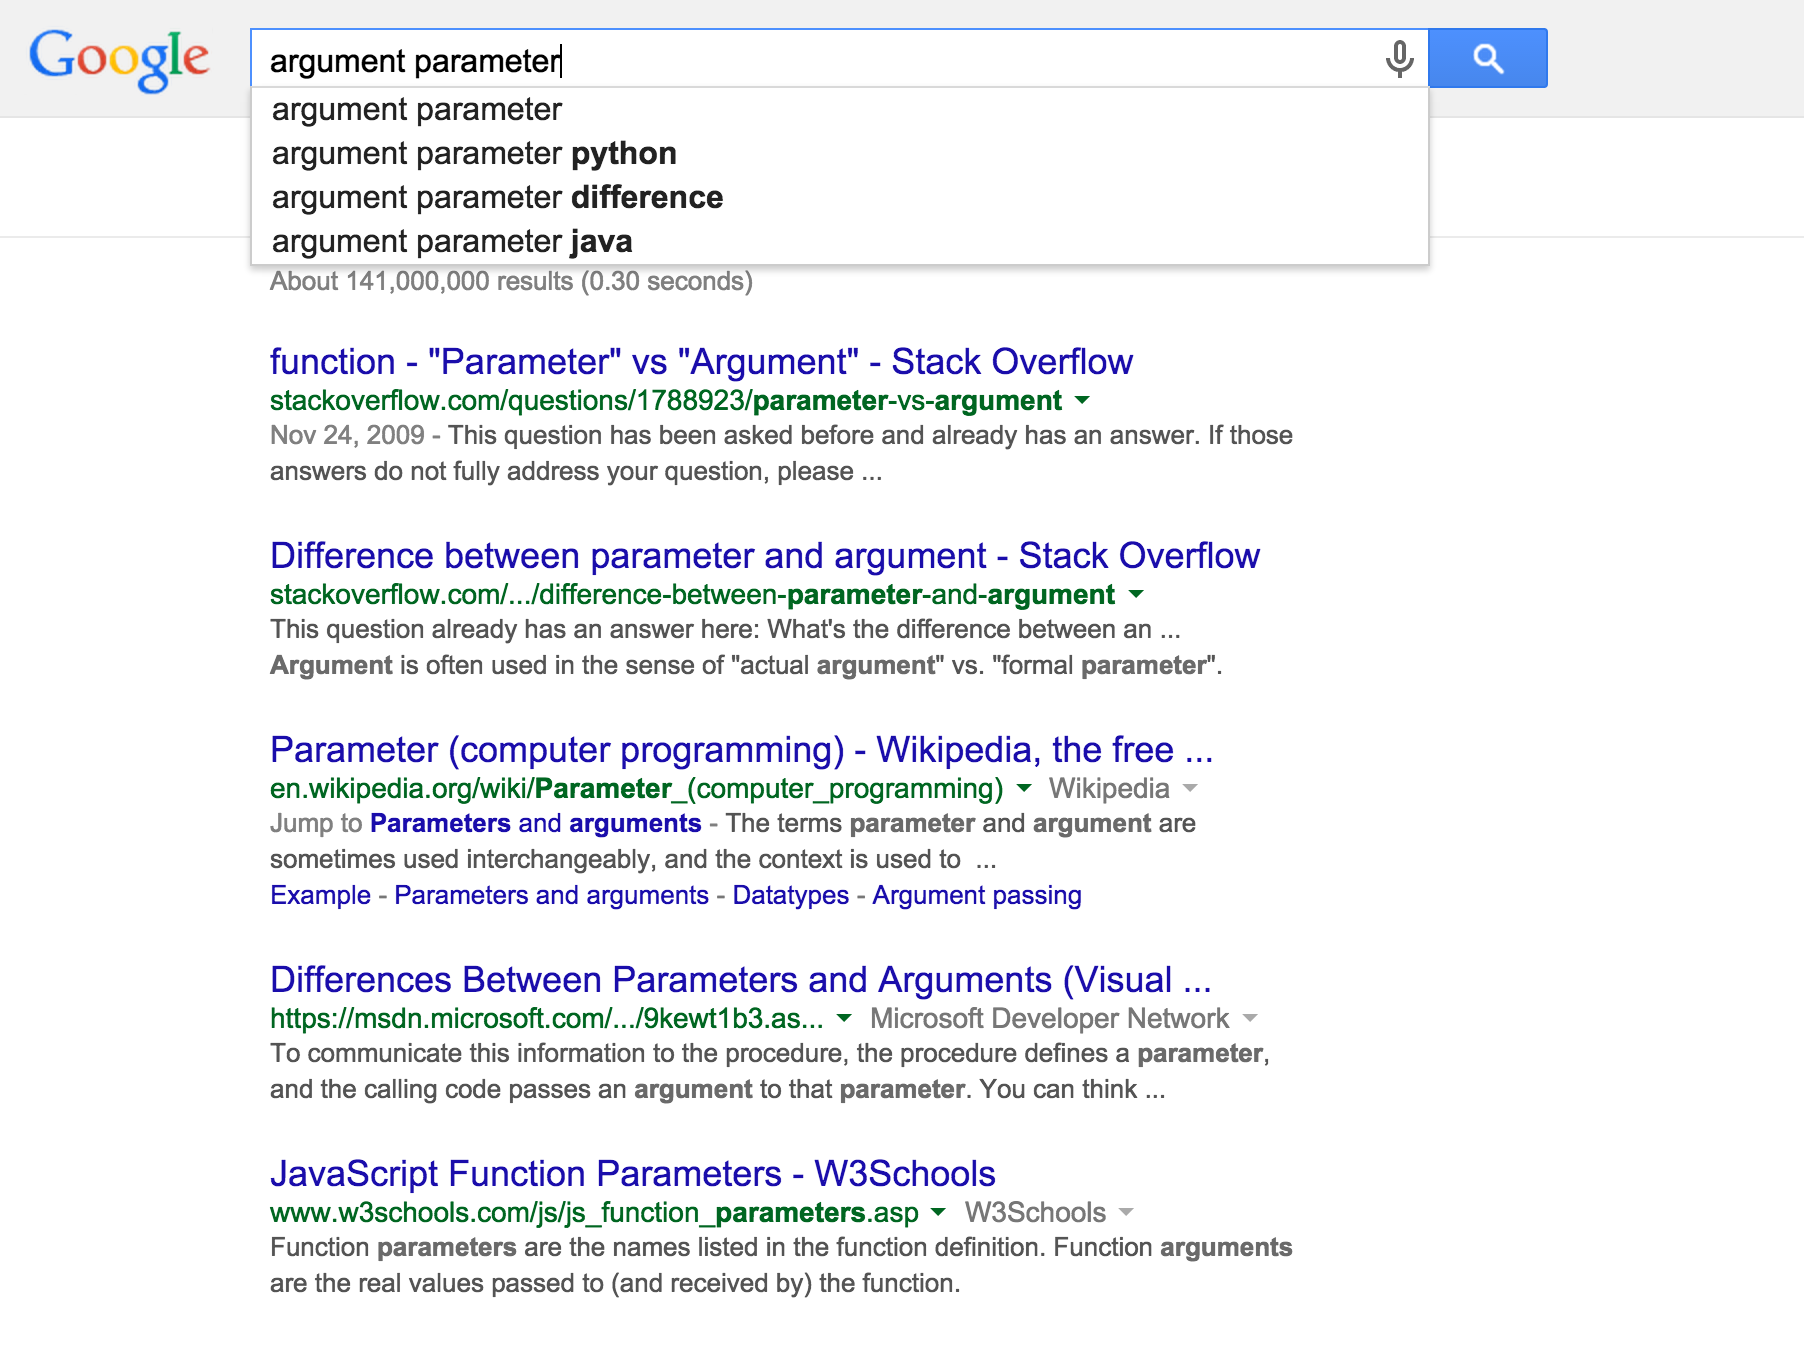 Google
argument parameter
argument parameter
argument parameter python
argument parameter difference
argument parameter java
About 141,000,000 results (0.30 seconds)
function - "Parameter" vs "Argument" - Stack Overflow
stackoverflow.com/questions/1788923/parameter-vs-argument
Nov 24, 2009 - This question has been asked before and already has an answer. If those
answers do not fully address your question, please ...
Difference between parameter and argument - Stack Overflow
stackoverflow.com/.../difference-between-parameter-and-argument
This question already has an answer here: What's the difference between an ...
Argument is often used in the sense of "actual argument" vs. "formal parameter".
Parameter (computer programming) - Wikipedia, the free ...
en.wikipedia.org/wiki/Parameter_(computer_programming) Wikipedia
Jump to Parameters and arguments - The terms parameter and argument are
sometimes used interchangeably, and the context is used to ...
Example - Parameters and arguments - Datatypes - Argument passing
Differences Between Parameters and Arguments (Visual ...
https://msdn.microsoft.com/.../9kewt1b3.as... Microsoft Developer Network
To communicate this information to the procedure, the procedure defines a parameter,
and the calling code passes an argument to that parameter. You can think ...
JavaScript Function Parameters - W3Schools
www.w3schools.com/js/js_function_parameters.asp W3Schools
Function parameters are the names listed in the function definition. Function arguments
are the real values passed to (and received by) the function.